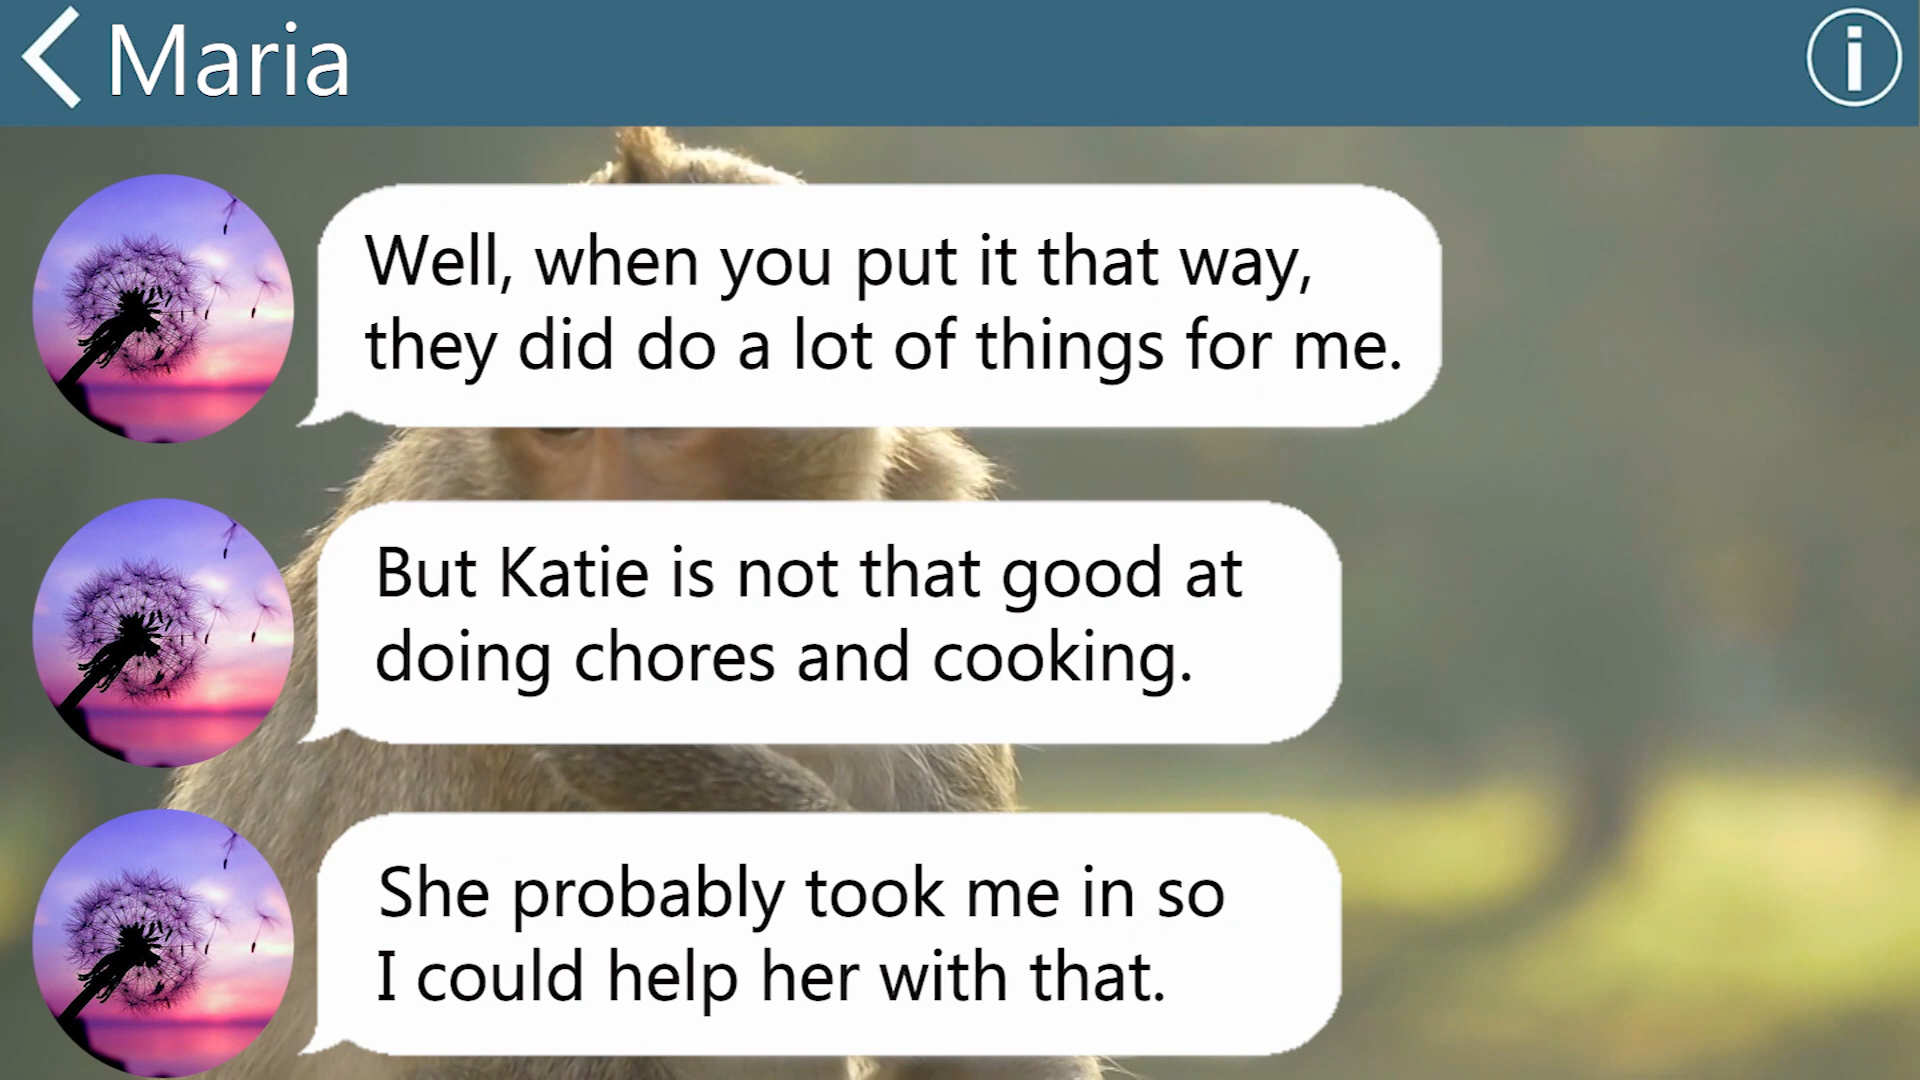 Maria
Well, when you put it that way,
they did do a lot of things for me.
But Katie is not that good at
doing chores and cooking.
She probably took me in so
I could help her with that.